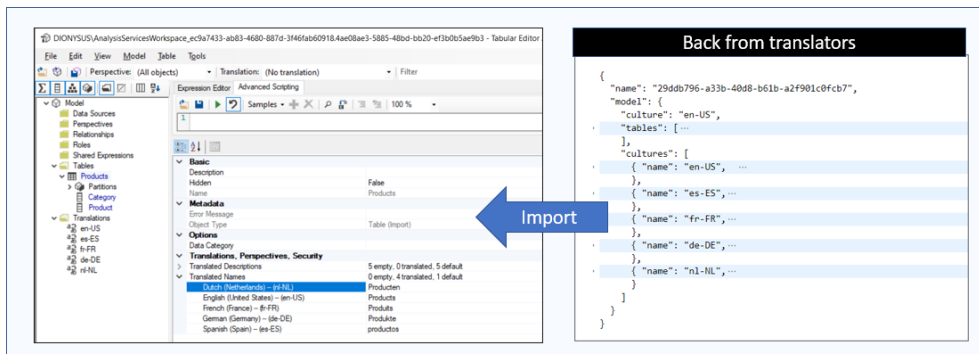 DIONYSUS\AnalysisServicesWorkspace_ec9a7433-ab83-4680-887d-3f46fab60918.4ae08ae3-5885-48bd-bb20-ef3b0b5ae9b3 - Tabular Editor
File Edit View Model Table Tools
Perspective: (All objects) Translation: (No translation) Filter
Expression Editor Advanced Scripting
Samples 100 %
1
Model
Data Sources
Perspectives
Relationships
Roles
Shared Expressions
Tables
Products
Partitions
Category
Product
Translations
en-US
es-ES
fr-FR
de-DE
nl-NL
Basic
Description
Hidden False
Name Products
Metadata
Error Message
Object Type Table (Import)
Options
Data Category
Translations, Perspectives, Security
Translated Descriptions 5 empty, 0 translated, 5 default
Translated Names 0 empty, 4 translated, 1 default
Dutch (Netherlands) – (nl-NL) Producten
English (United States) – (en-US) Products
French (France) – (fr-FR) Produits
German (Germany) – (de-DE) Produkte
Spanish (Spain) – (es-ES) productos
Import
Back from translators
{
"name": "29ddb796-a33b-40d8-b61b-a2f901c0fcb7",
"model": {
"culture": "en-US",
"tables": [ ···
],
"cultures": [
{ "name": "en-US", ···
},
{ "name": "es-ES", ···
},
{ "name": "fr-FR", ···
},
{ "name": "de-DE", ···
},
{ "name": "nl-NL", ···
}
]
}
}